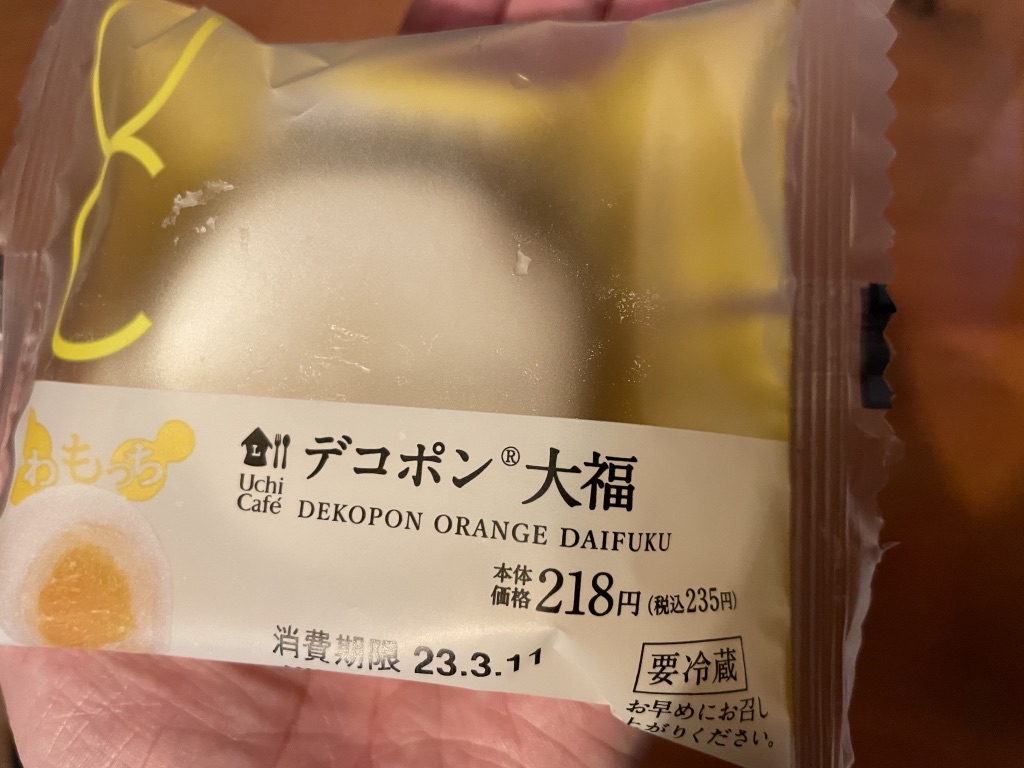 わもっち
Uchi
Café
デコポン®大福
DEKOPON ORANGE DAIFUKU
本体
価格 218円 (税込235円)
消費期限 23.3.11
要冷蔵
お早めにお召し
上がりください。